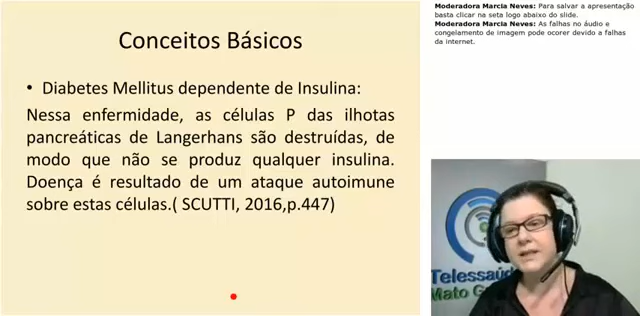 Conceitos Básicos
• Diabetes Mellitus dependente de Insulina:
Nessa enfermidade, as células P das ilhotas
pancreáticas de Langerhans são destruídas, de
modo que não se produz qualquer insulina.
Doença é resultado de um ataque autoimune
sobre estas células.( SCUTTI, 2016,p.447)
Moderadora Marcia Neves: Para salvar a apresentação
basta clicar na seta logo abaixo do slide.
Moderadora Marcia Neves: As falhas no áudio e
congelamento de imagem pode ocorer devido a falhas
da internet.
Telessaúd
Mato G